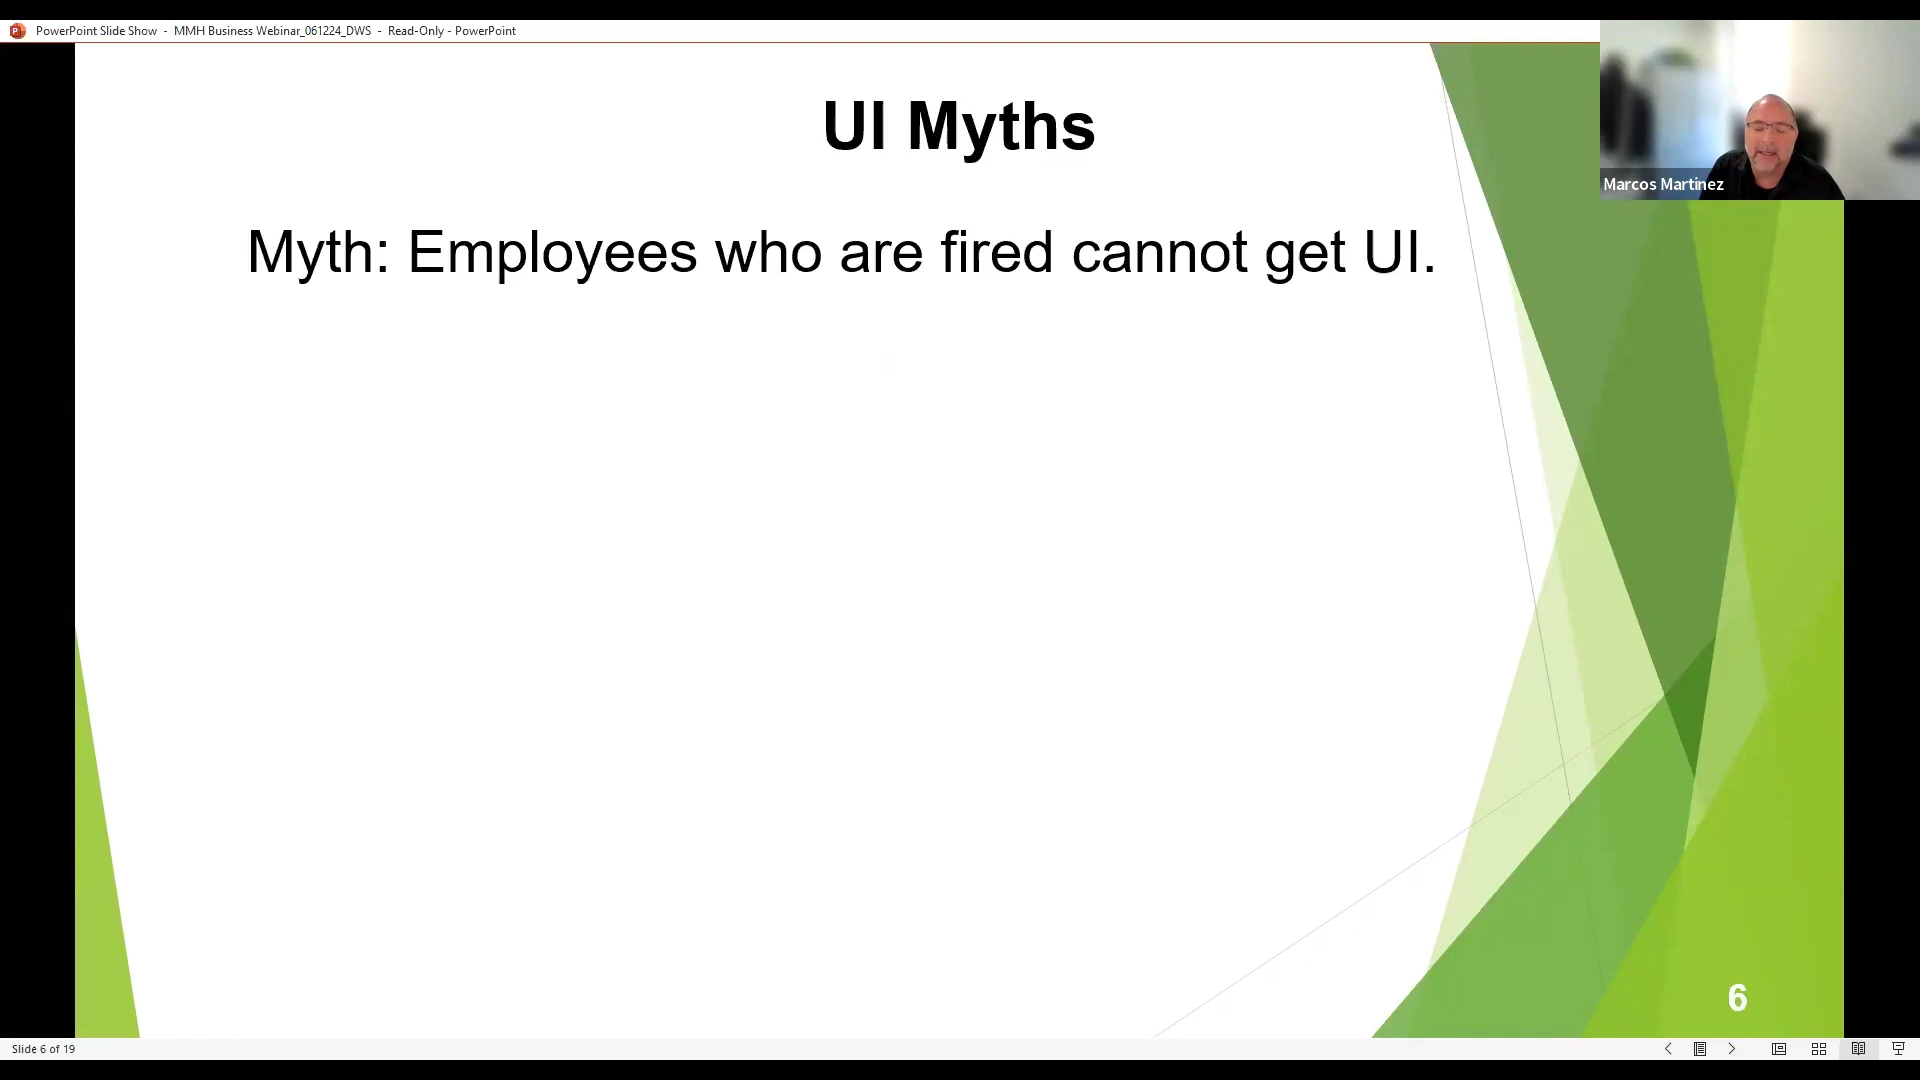 PowerPoint Slide Show - MMH Business Webinar_061224_DWS - Read-Only - PowerPoint
UI Myths
Marcos Martinez
Myth: Employees who are fired cannot get UI.
6
Slide 6 of 19